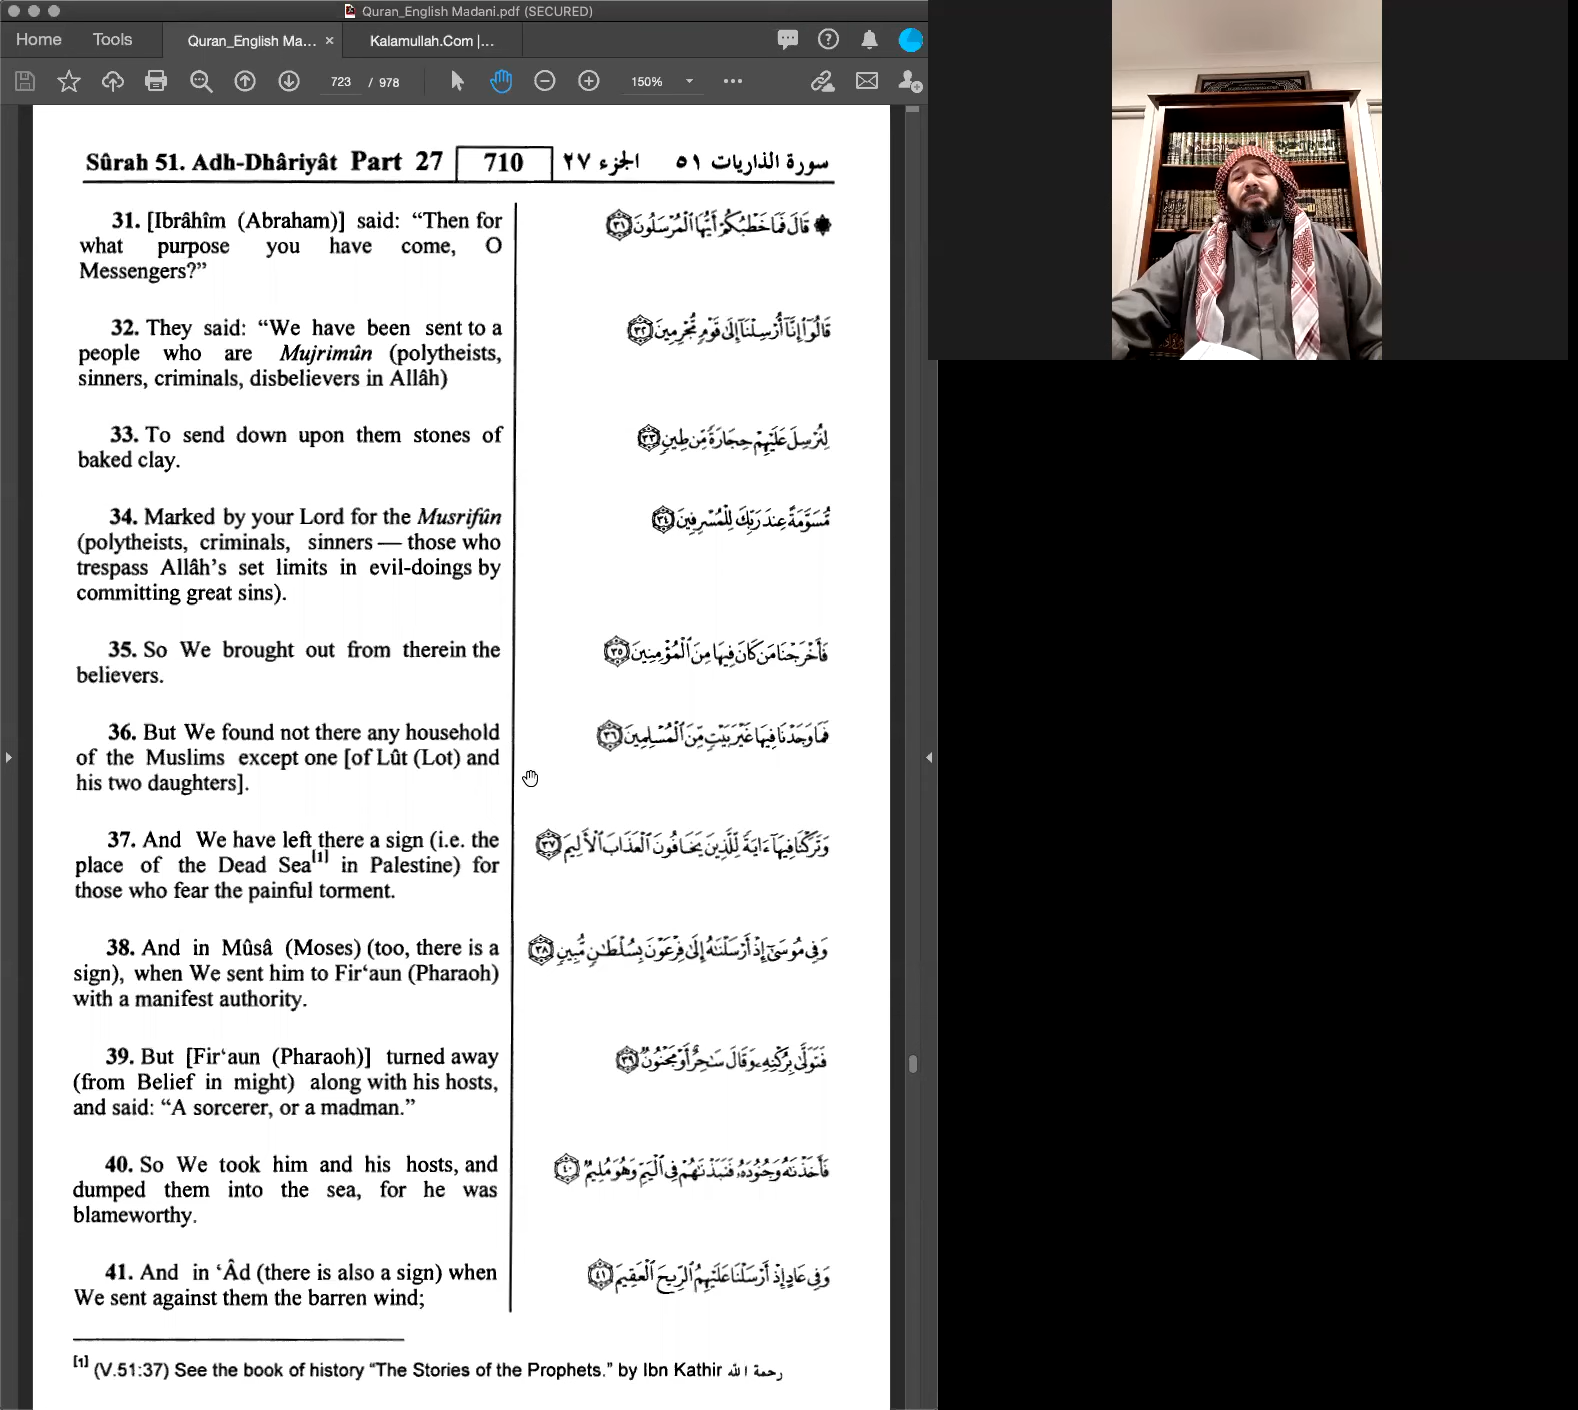 Quran_English Madani.pdf (SECURED)
Home Tools Quran_English Ma... × Kalamullah.Com |...
723 / 978 150%
Sûrah 51. Adh-Dhâriyât Part 27 710 الجزء ٢٧ سورة الذاريات ٥١
31. [Ibrâhîm (Abraham)] said: “Then for
what purpose you have come, O
Messengers?”
قَالَ فَمَا خَطْبُكُمْ أَيُّهَا ٱلْمُرْسَلُونَ ٣١
32. They said: “We have been sent to a
people who are Mujrimûn (polytheists,
sinners, criminals, disbelievers in Allâh)
قَالُوٓا۟ إِنَّآ أُرْسِلْنَآ إِلَىٰ قَوْمٍ مُّجْرِمِينَ ٣٢
33. To send down upon them stones of
baked clay.
لِنُرْسِلَ عَلَيْهِمْ حِجَارَةً مِّن طِينٍ ٣٣
34. Marked by your Lord for the Musrifûn
(polytheists, criminals, sinners — those who
trespass Allâh’s set limits in evil-doings by
committing great sins).
مُّسَوَّمَةً عِندَ رَبِّكَ لِلْمُسْرِفِينَ ٣٤
35. So We brought out from therein the
believers.
فَأَخْرَجْنَا مَن كَانَ فِيهَا مِنَ ٱلْمُؤْمِنِينَ ٣٥
36. But We found not there any household
of the Muslims except one [of Lût (Lot) and
his two daughters].
فَمَا وَجَدْنَا فِيهَا غَيْرَ بَيْتٍ مِّنَ ٱلْمُسْلِمِينَ ٣٦
37. And We have left there a sign (i.e. the
place of the Dead Sea[1] in Palestine) for
those who fear the painful torment.
وَتَرَكْنَا فِيهَآ ءَايَةً لِّلَّذِينَ يَخَافُونَ ٱلْعَذَابَ ٱلْأَلِيمَ ٣٧
38. And in Mûsâ (Moses) (too, there is a
sign), when We sent him to Fir‘aun (Pharaoh)
with a manifest authority.
وَفِى مُوسَىٰٓ إِذْ أَرْسَلْنَٰهُ إِلَىٰ فِرْعَوْنَ بِسُلْطَٰنٍ مُّبِينٍ ٣٨
39. But [Fir‘aun (Pharaoh)] turned away
(from Belief in might) along with his hosts,
and said: “A sorcerer, or a madman.”
فَتَوَلَّىٰ بِرُكْنِهِۦ وَقَالَ سَٰحِرٌ أَوْ مَجْنُونٌ ٣٩
40. So We took him and his hosts, and
dumped them into the sea, for he was
blameworthy.
فَأَخَذْنَٰهُ وَجُنُودَهُۥ فَنَبَذْنَٰهُمْ فِى ٱلْيَمِّ وَهُوَ مُلِيمٌ ٤٠
41. And in ‘Âd (there is also a sign) when
We sent against them the barren wind;
وَفِى عَادٍ إِذْ أَرْسَلْنَا عَلَيْهِمُ ٱلرِّيحَ ٱلْعَقِيمَ ٤١
[1] (V.51:37) See the book of history “The Stories of the Prophets.” by Ibn Kathir رحمة الله